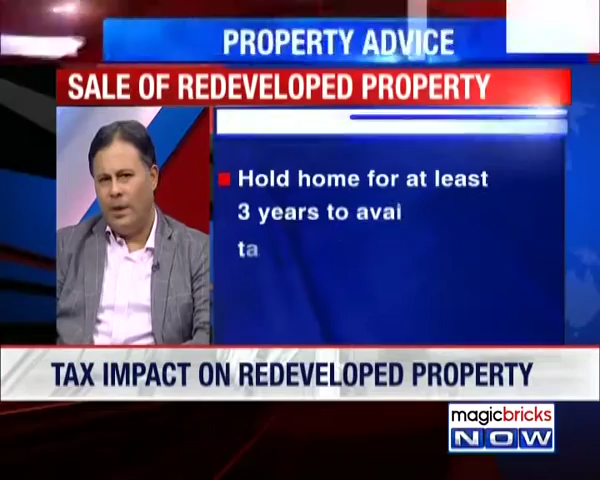 PROPERTY ADVICE
SALE OF REDEVELOPED PROPERTY
Hold home for at least
3 years to avai
ta
TAX IMPACT ON REDEVELOPED PROPERTY
magicbricks
NOW